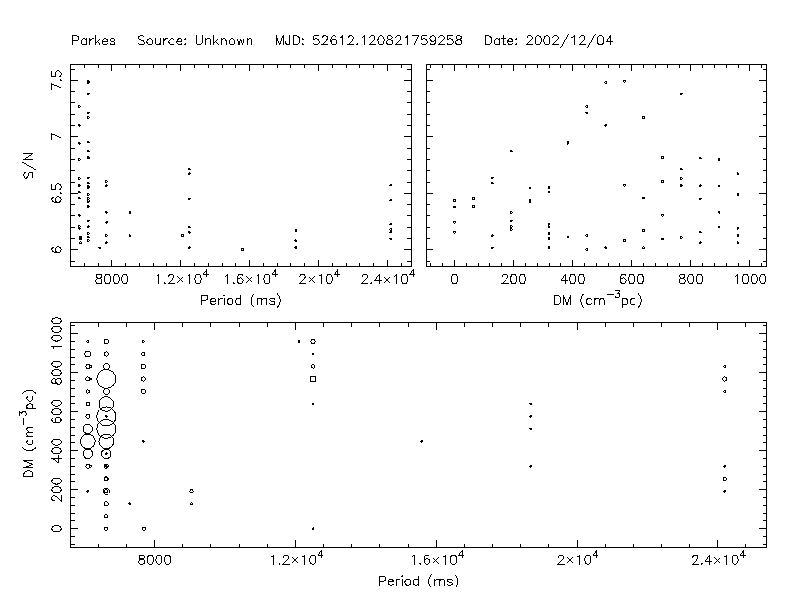 Parkes Source: Unknown MJD: 52612.120821759258 Date: 2002/12/04
7.5
7
6.5
6
S/N
8000 1.2×10⁴ 1.6×10⁴ 2×10⁴ 2.4×10⁴
Period (ms)
0 200 400 600 800 1000
DM (cm⁻³pc)
1000
800
600
400
200
0
DM (cm⁻³pc)
8000 1.2×10⁴ 1.6×10⁴ 2×10⁴ 2.4×10⁴
Period (ms)